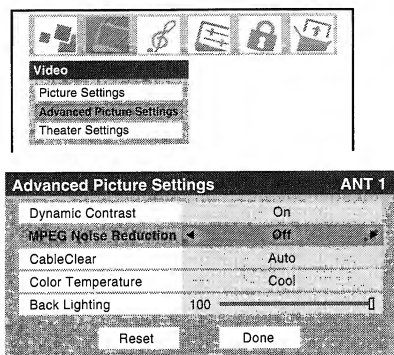 Video
Picture Settings
Advanced Picture Settings
Theater Settings
Advanced Picture Settings ANT 1
Dynamic Contrast On
MPEG Noise Reduction Off
CableClear Auto
Color Temperature Cool
Back Lighting 100
Reset Done